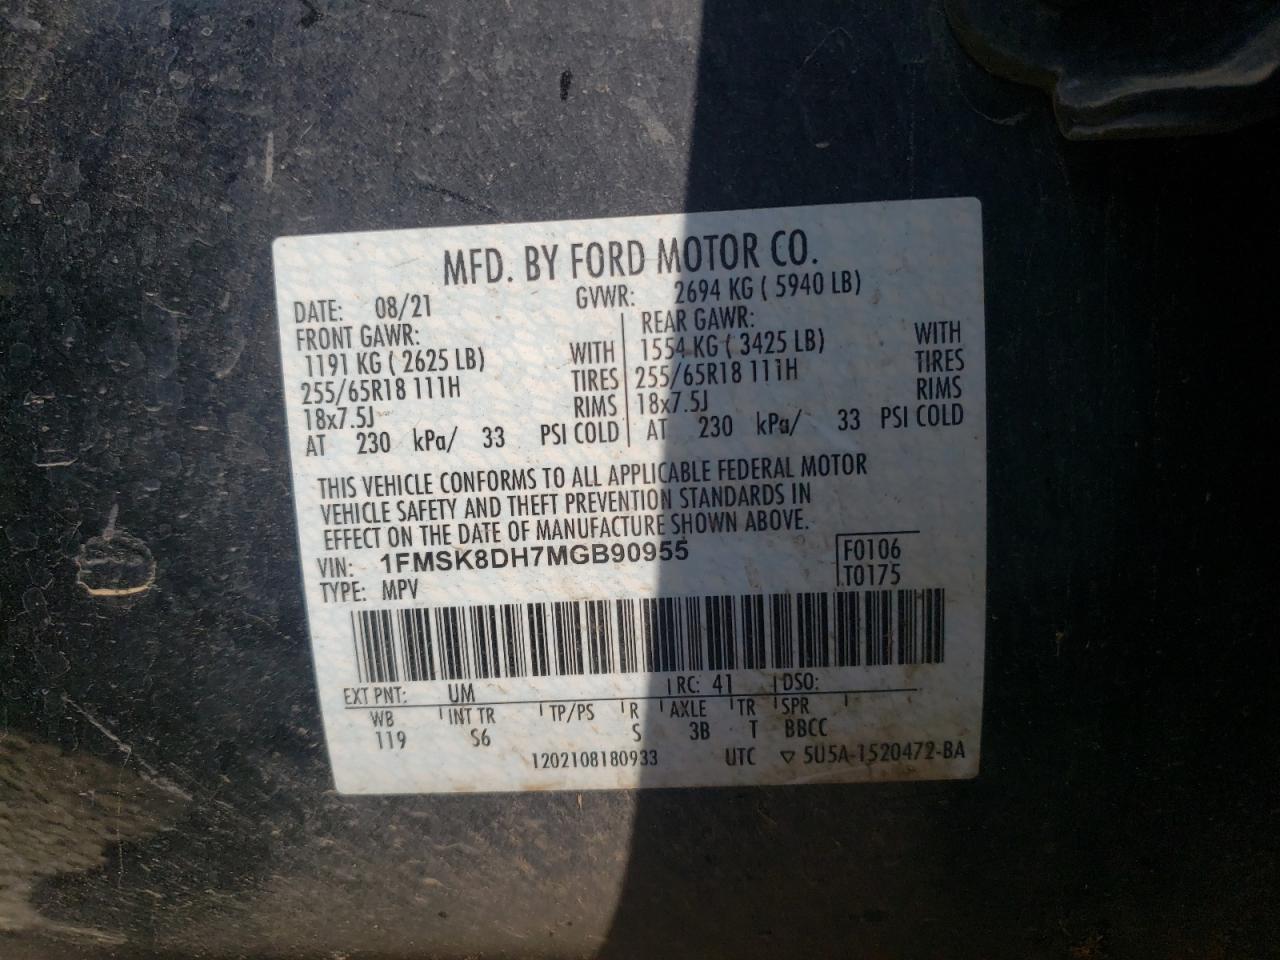 MFD. BY FORD MOTOR CO.
DATE: 08/21 GVWR: 2694 KG ( 5940 LB)
FRONT GAWR: REAR GAWR:
1191 KG ( 2625 LB) WITH 1554 KG ( 3425 LB) WITH
255/65R18 111H TIRES 255/65R18 111H TIRES
18x7.5J RIMS 18x7.5J RIMS
AT 230 kPa/ 33 PSI COLD AT 230 kPa/ 33 PSI COLD
THIS VEHICLE CONFORMS TO ALL APPLICABLE FEDERAL MOTOR
VEHICLE SAFETY AND THEFT PREVENTION STANDARDS IN
EFFECT ON THE DATE OF MANUFACTURE SHOWN ABOVE.
VIN: 1FMSK8DH7MGB90955 F0106
TYPE: MPV T0175
EXT PNT: UM RC: 41 DSO:
WB INT TR TP/PS R AXLE TR SPR
119 S6 S 3B T BBCC
1202108180933 UTC ▽ 5U5A-1520472-BA